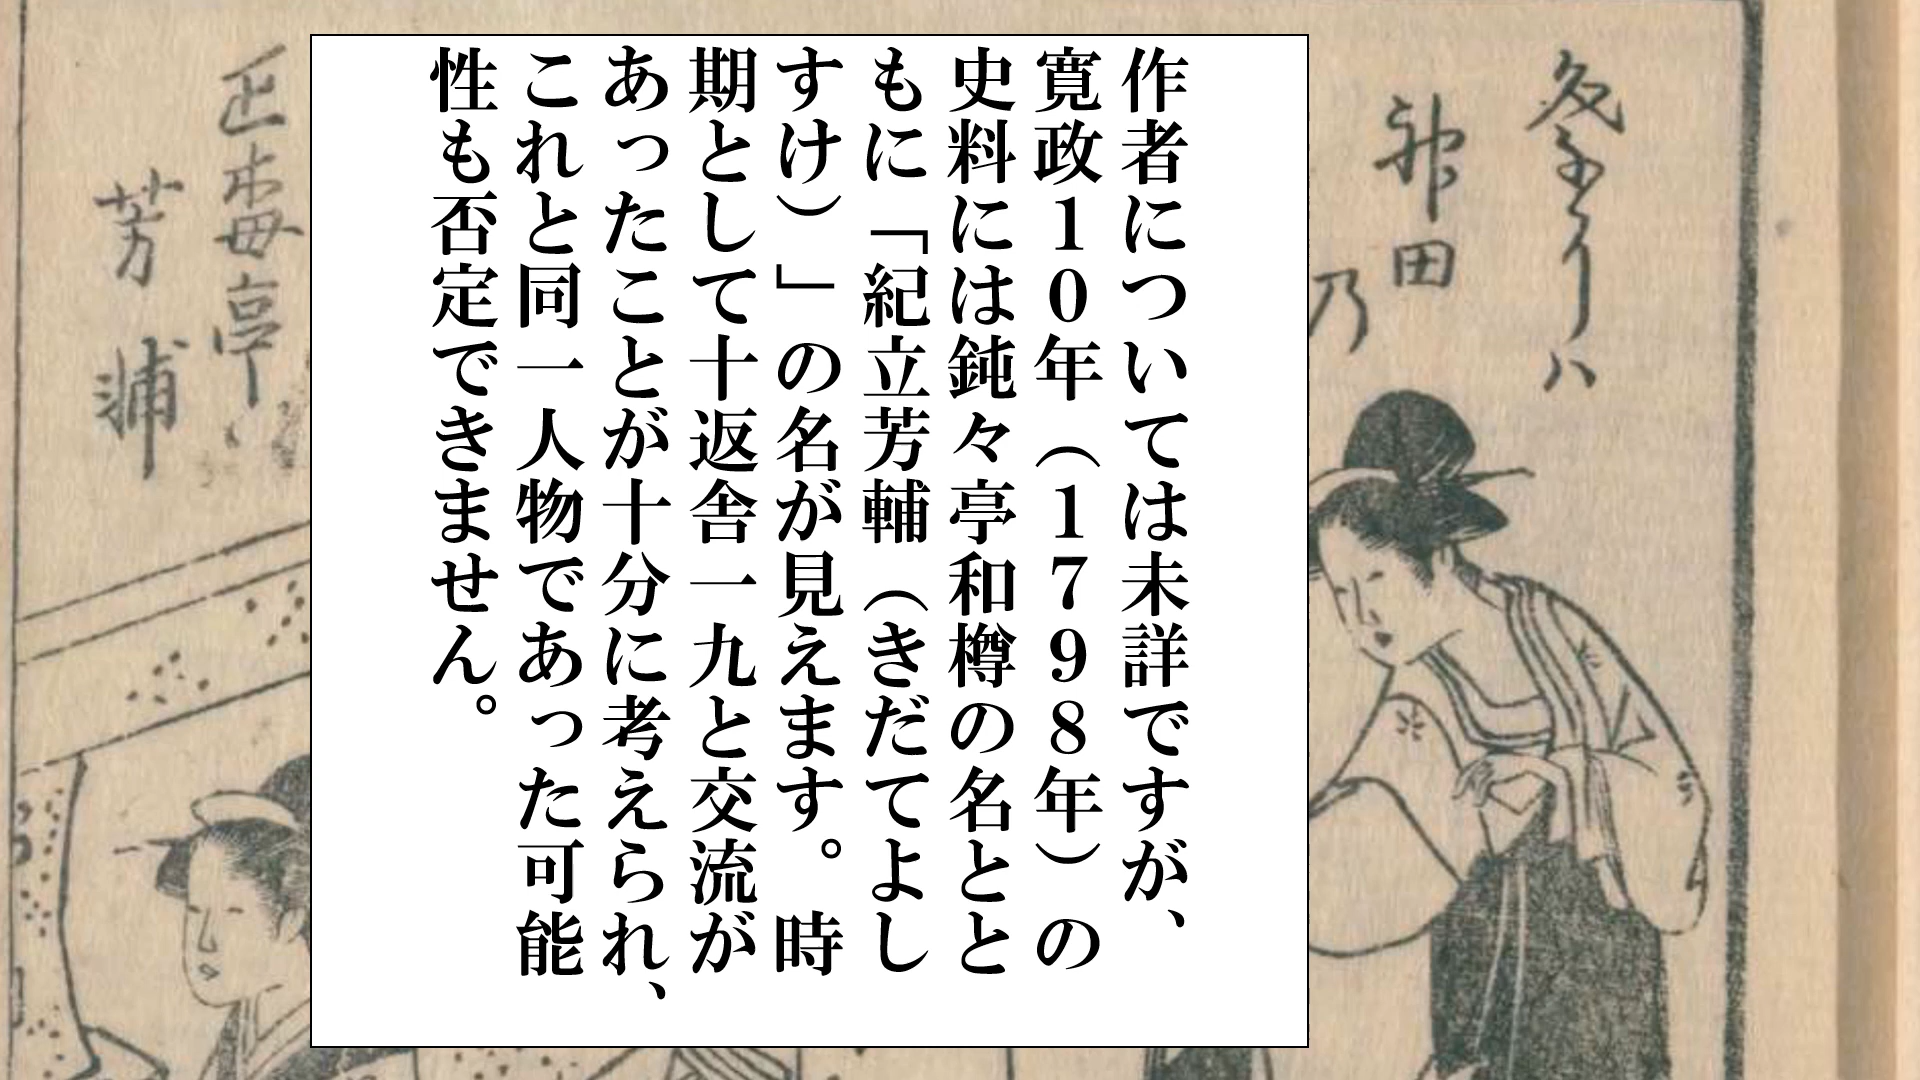 作者については未詳ですが、
寛政10年（1798年）の
史料には鈍々亭和樽の名とと
もに「紀立芳輔（きだてよし
すけ）」の名が見えます。時
期として十返舎一九と交流が
あったことが十分に考えられ、
これと同一人物であった可能
性も否定できません。
神田
乃
亭
芳